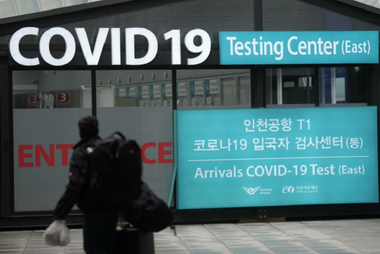 COVID 19
Testing Center (East)
3
인천공항 T1
코로나19 입국자 검사센터(동)
ENTRANCE
Arrivals COVID-19 Test (East)